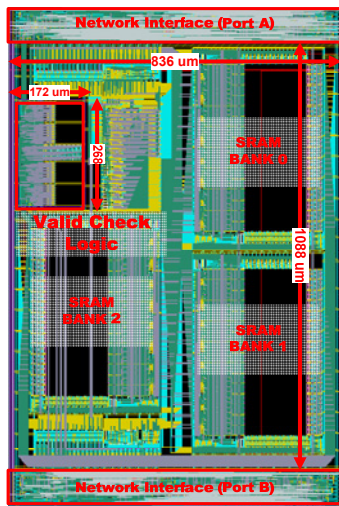 Network Interface (Port A)
836 um
172 um
268
SRAM
BANK 0
Valid Check
Logic
1088 um
SRAM
BANK 2
SRAM
BANK 1
Network Interface (Port B)